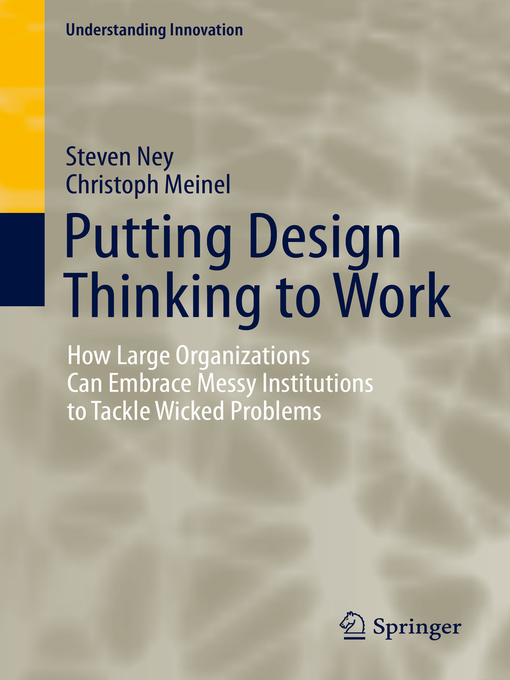 Understanding Innovation
Steven Ney
Christoph Meinel
Putting Design
Thinking to Work
How Large Organizations
Can Embrace Messy Institutions
to Tackle Wicked Problems
Springer